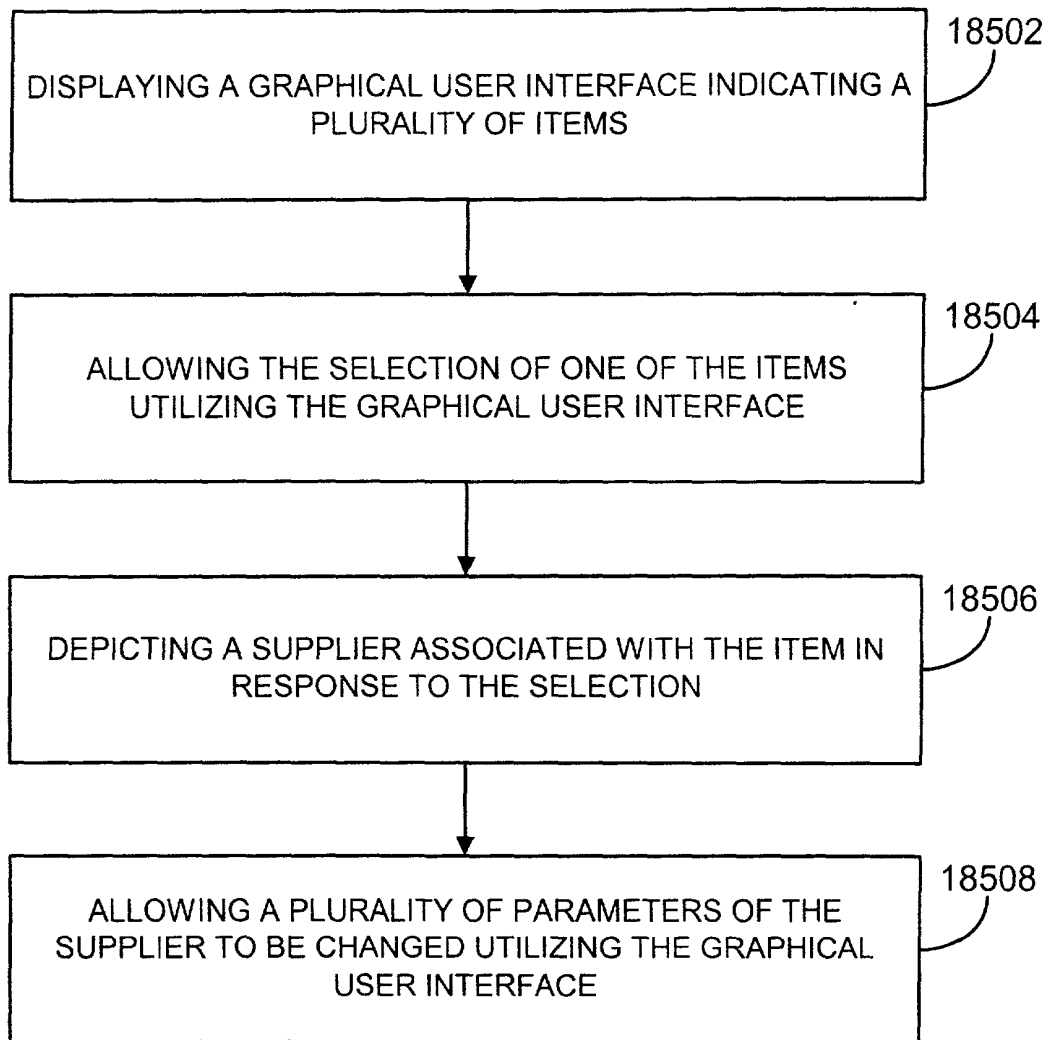 18502
DISPLAYING A GRAPHICAL USER INTERFACE INDICATING A
PLURALITY OF ITEMS
18504
ALLOWING THE SELECTION OF ONE OF THE ITEMS
UTILIZING THE GRAPHICAL USER INTERFACE
18506
DEPICTING A SUPPLIER ASSOCIATED WITH THE ITEM IN
RESPONSE TO THE SELECTION
18508
ALLOWING A PLURALITY OF PARAMETERS OF THE
SUPPLIER TO BE CHANGED UTILIZING THE GRAPHICAL
USER INTERFACE